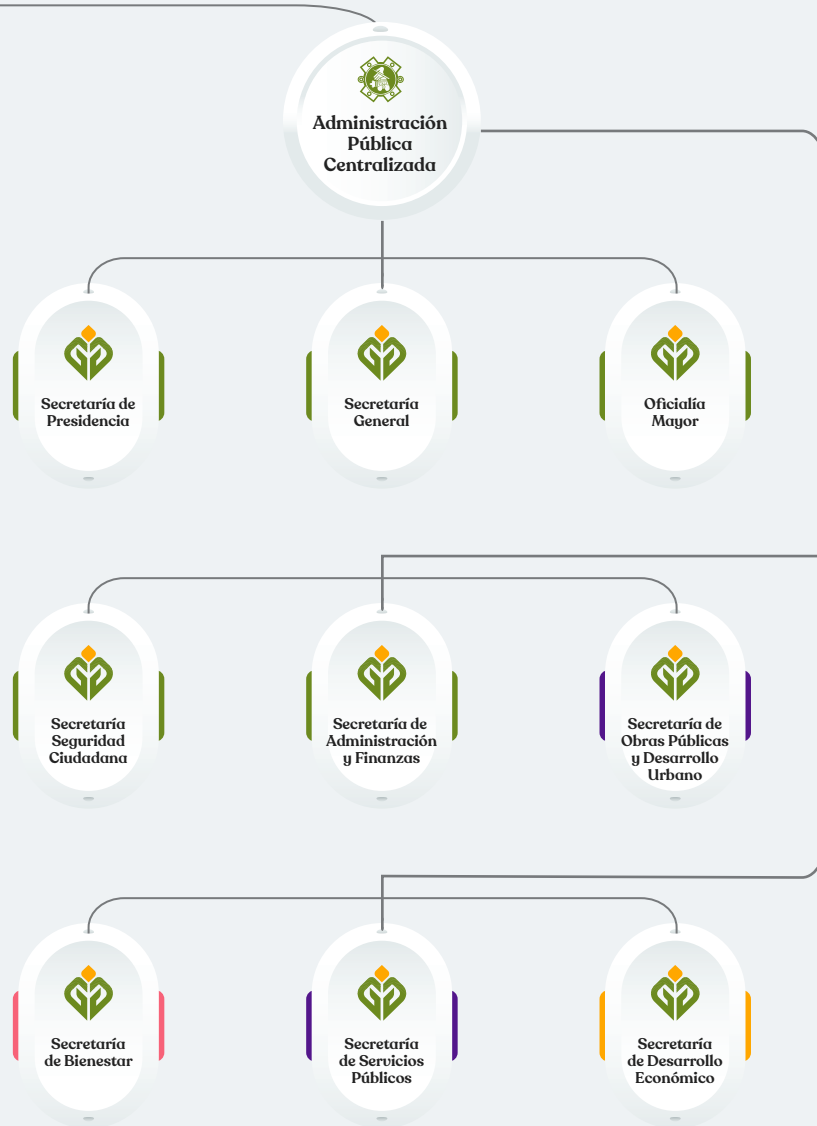 Administración
Pública
Centralizada
Secretaría de
Presidencia
Secretaría
General
Oficialía
Mayor
Secretaría
Seguridad
Ciudadana
Secretaría de
Administración
y Finanzas
Secretaría de
Obras Públicas
y Desarrollo
Urbano
Secretaría
de Bienestar
Secretaría
de Servicios
Públicos
Secretaría
de Desarrollo
Económico